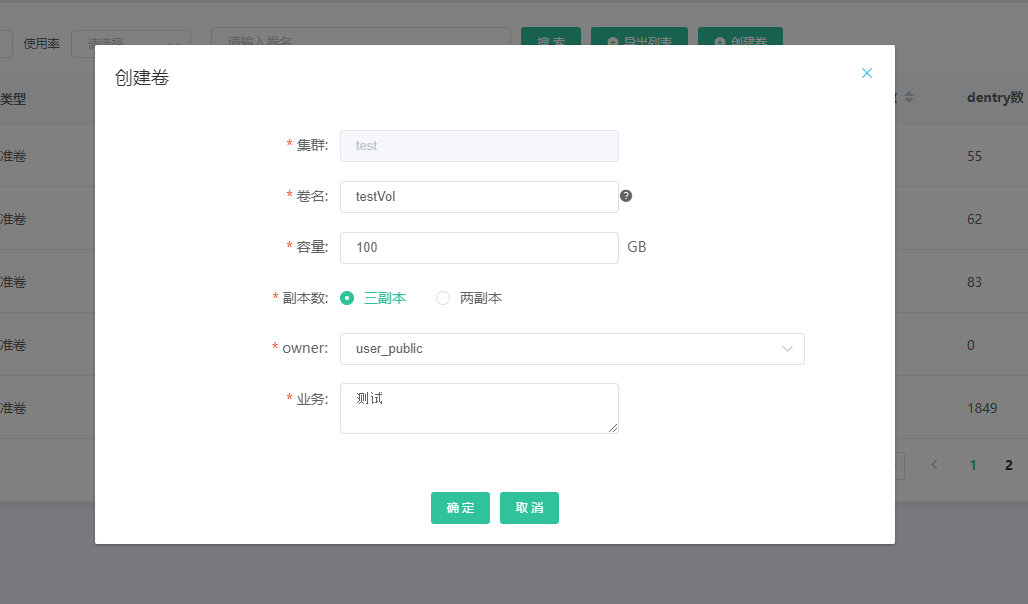 使用率 请选择 请输入卷名 搜 索 导出列表 创建卷
创建卷
类型 dentry数
* 集群: test
准卷 55
* 卷名: testVol
准卷 62
* 容量: 100 GB
准卷 83
* 副本数: 三副本 两副本
* owner: user_public
准卷 0
* 业务: 测试
准卷 1849
1 2
确 定 取 消